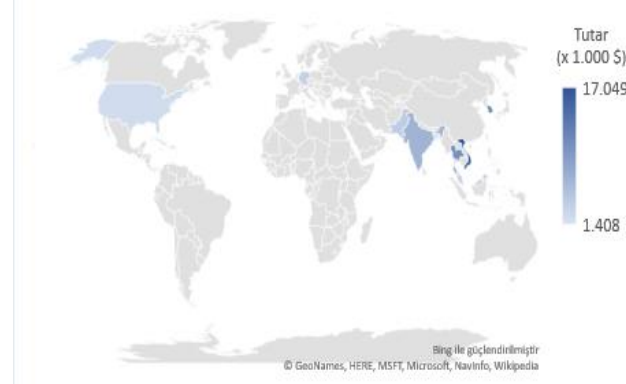 Tutar
(x 1.000 $)
17.049
1.408
Bing ile güçlendirilmiştir
© GeoNames, HERE, MSFT, Microsoft, NavInfo, Wikipedia